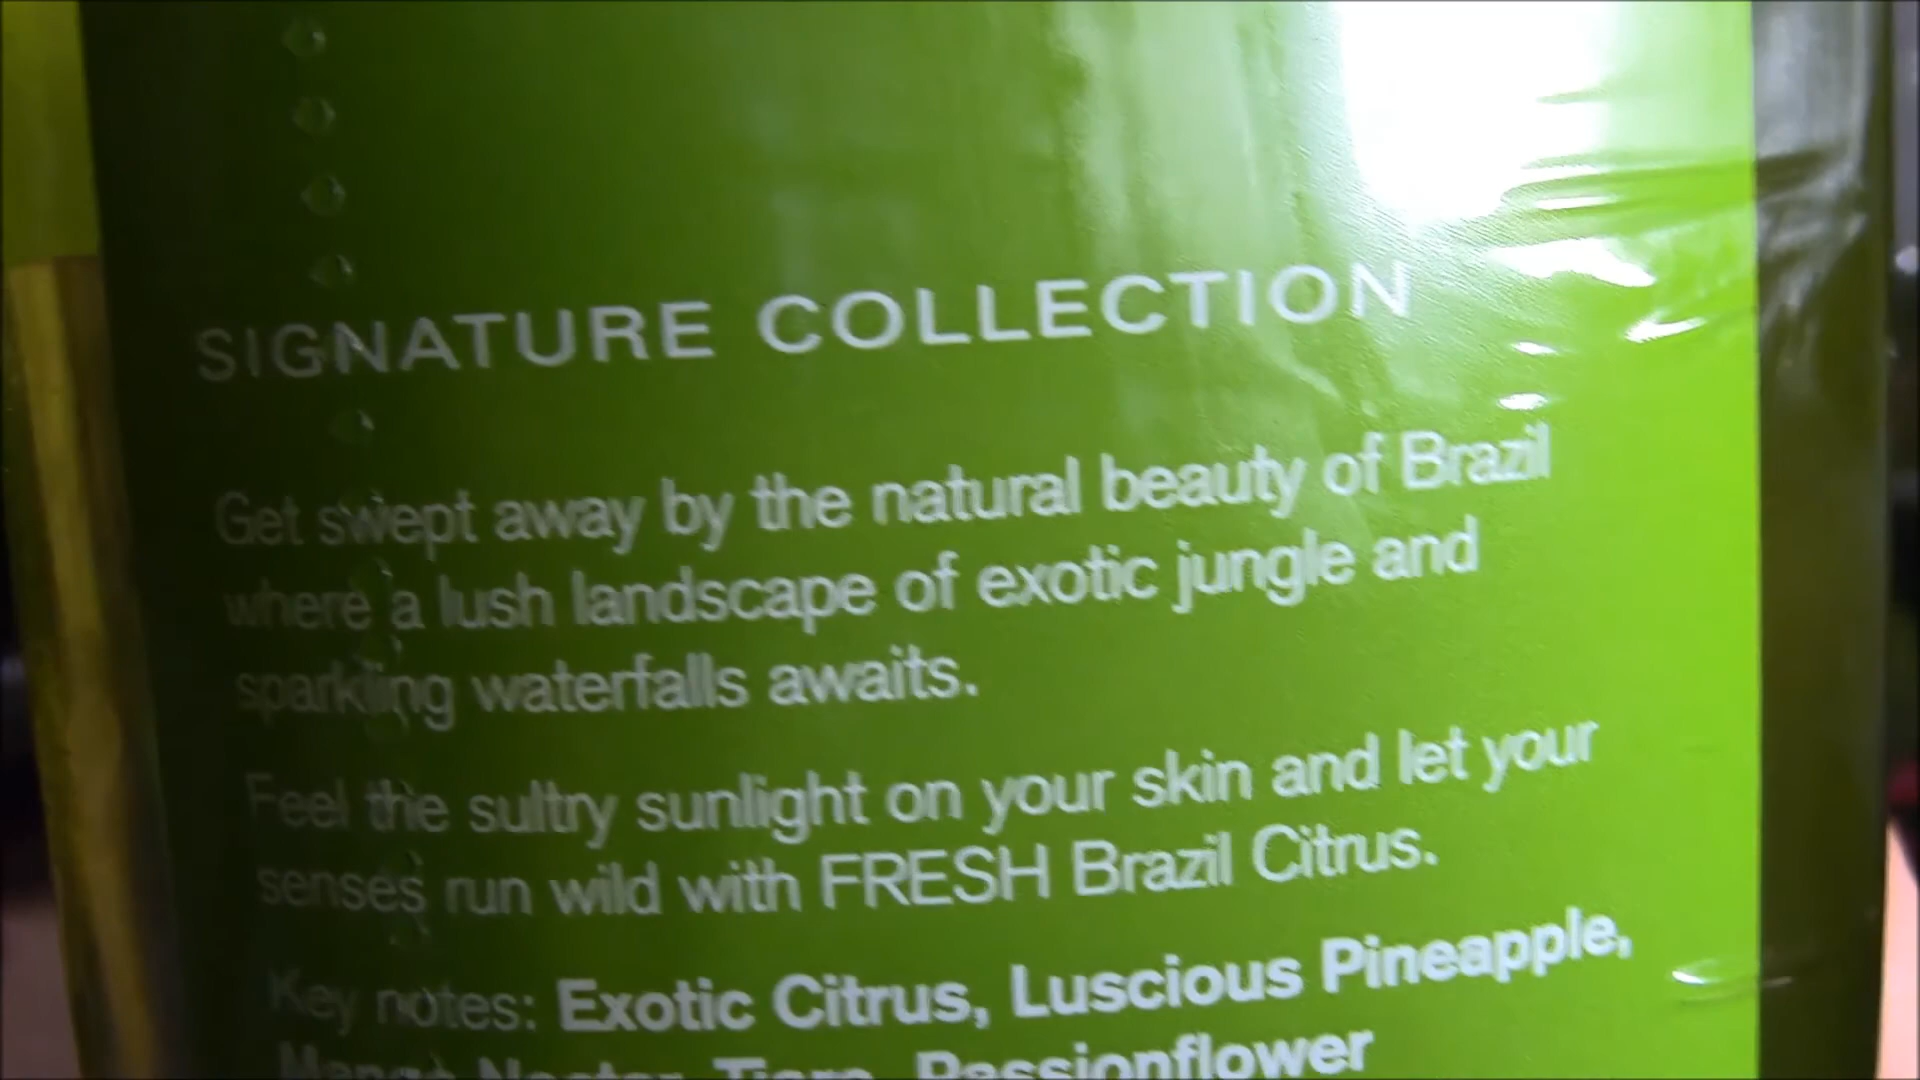 SIGNATURE COLLECTION
Get swept away by the natural beauty of Brazil
where a lush landscape of exotic jungle and
sparkling waterfalls awaits.
Feel the sultry sunlight on your skin and let your
senses run wild with FRESH Brazil Citrus.
Key notes: Exotic Citrus, Luscious Pineapple,
Mango Nectar, Tiare, Passionflower